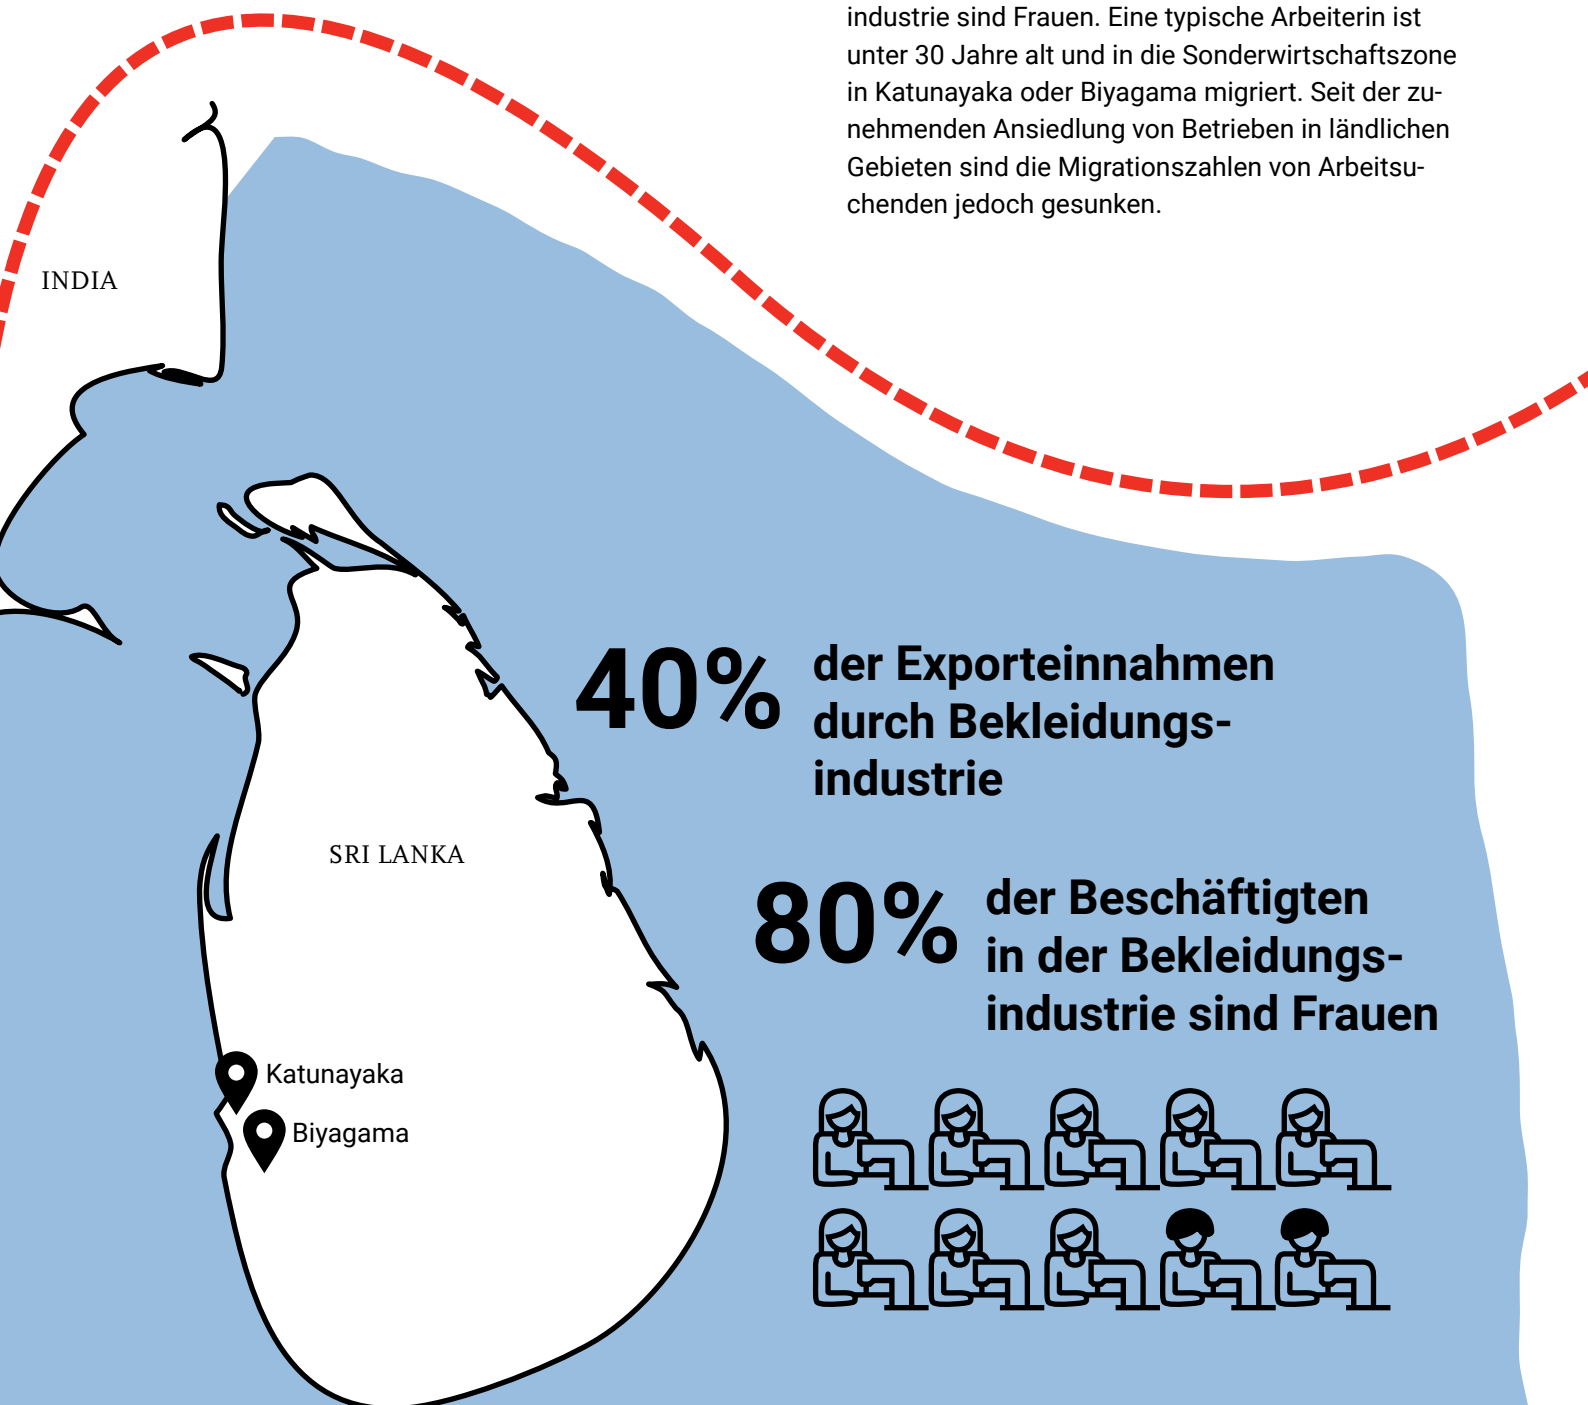 industrie sind Frauen. Eine typische Arbeiterin ist
unter 30 Jahre alt und in die Sonderwirtschaftszone
in Katunayaka oder Biyagama migriert. Seit der zu-
nehmenden Ansiedlung von Betrieben in ländlichen
Gebieten sind die Migrationszahlen von Arbeitsu-
chenden jedoch gesunken.
INDIA
40% der Exporteinnahmen
durch Bekleidungs-
industrie
SRI LANKA
80% der Beschäftigten
in der Bekleidungs-
industrie sind Frauen
Katunayaka
Biyagama